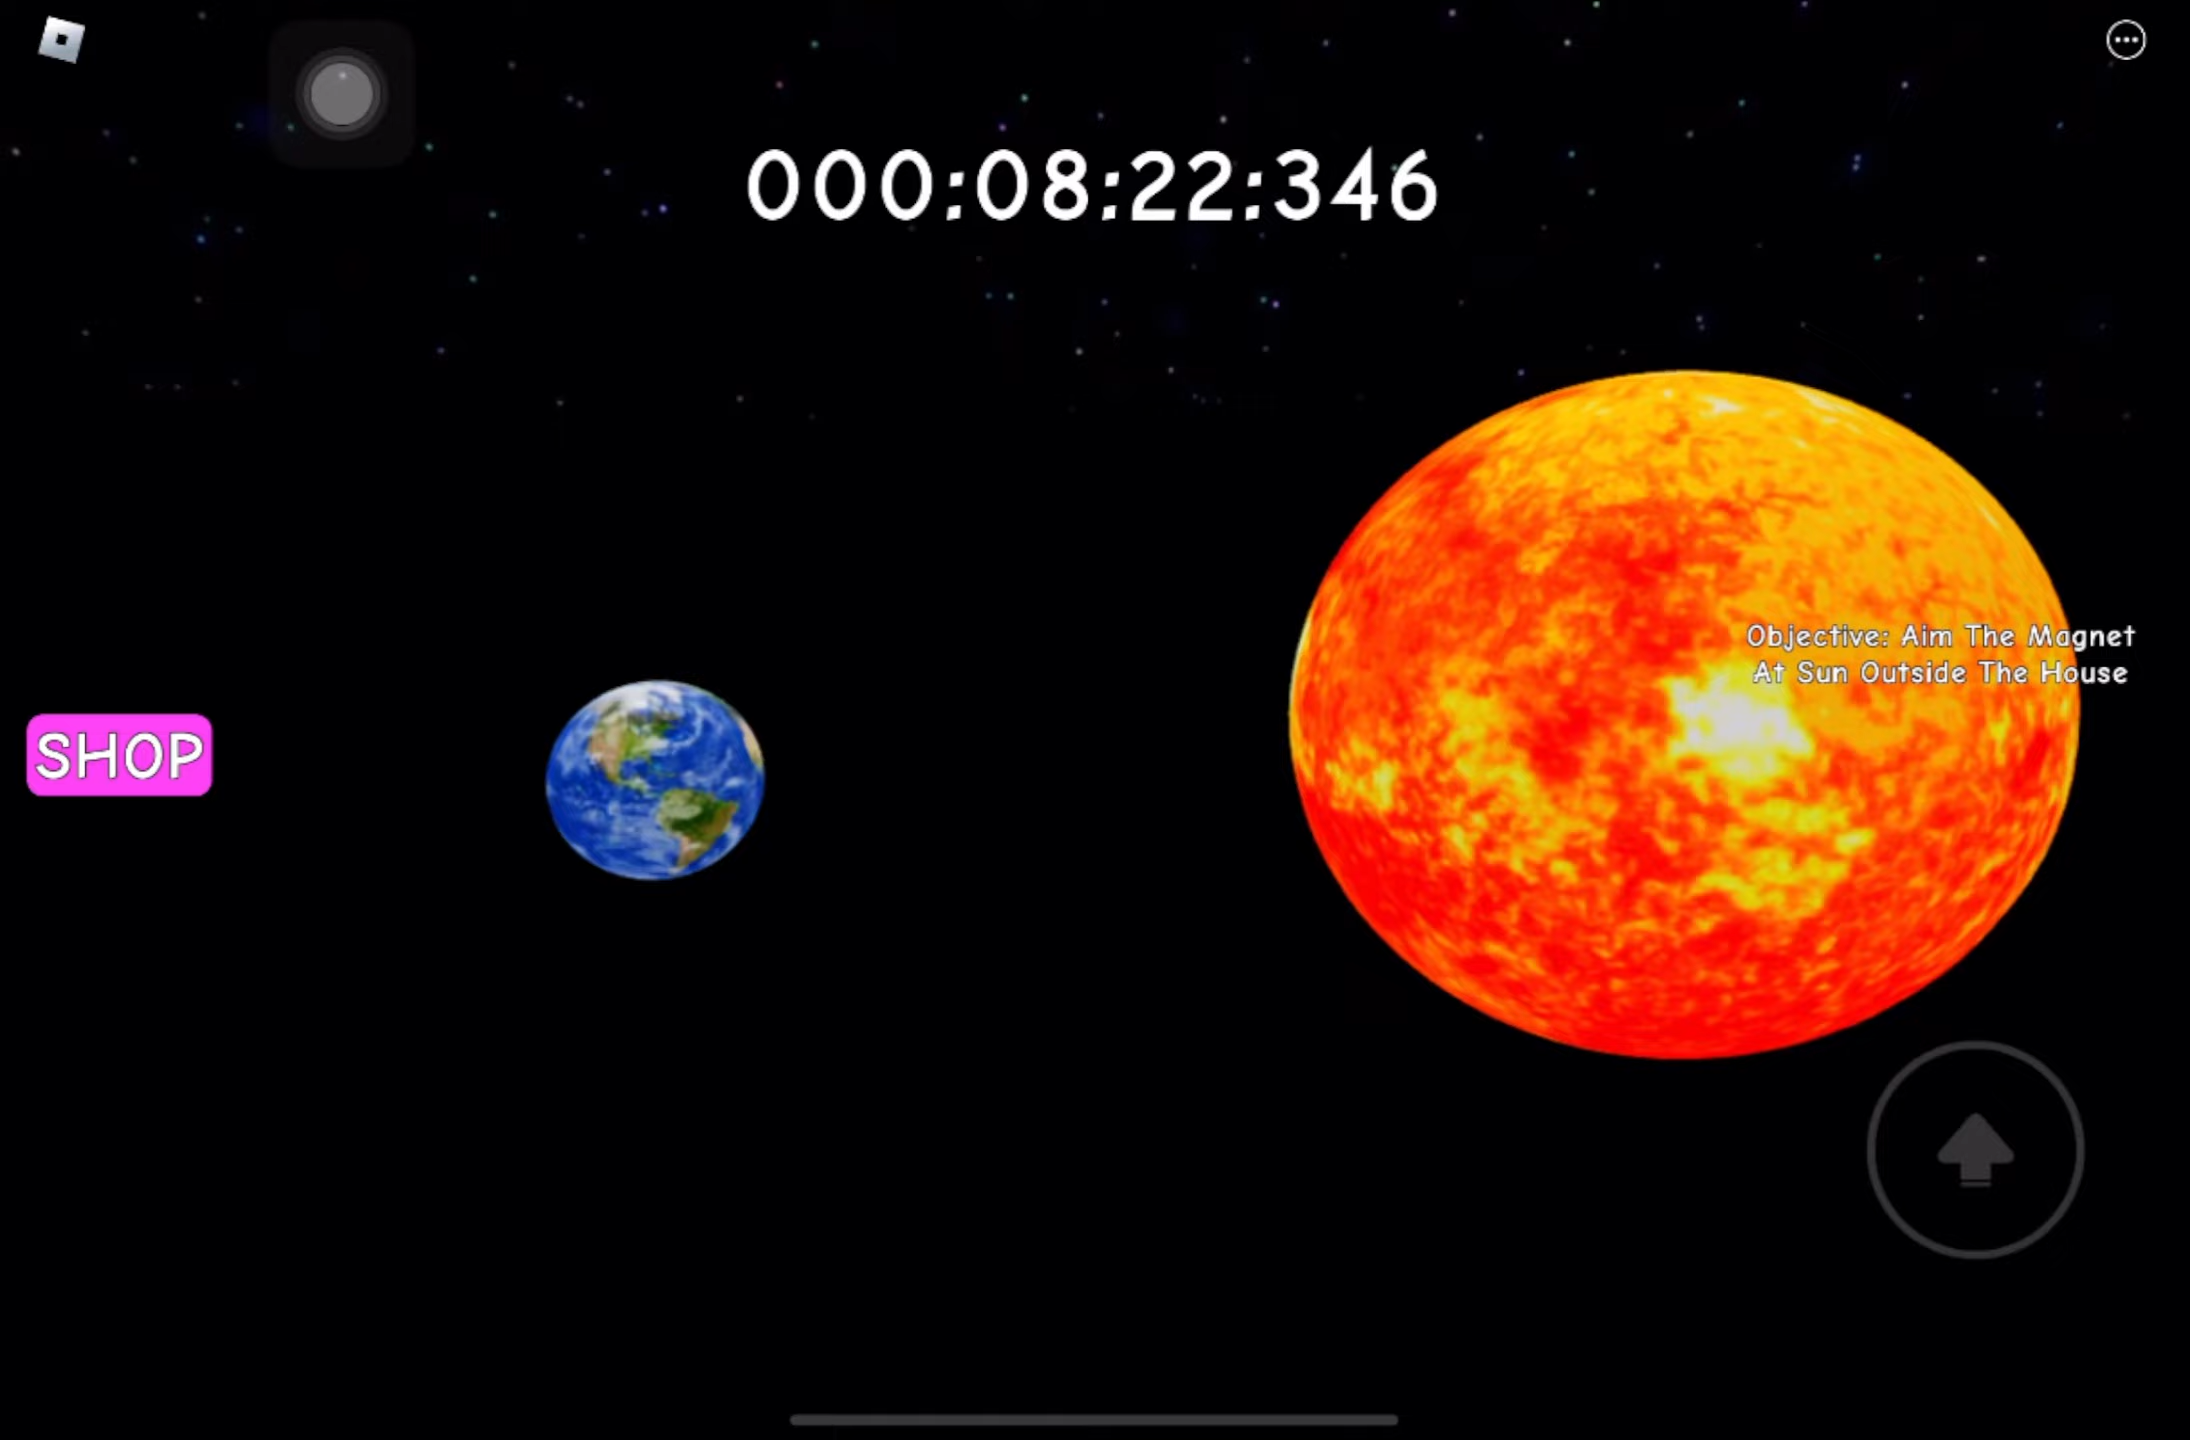 000:08:22:346
Objective: Aim The Magnet
At Sun Outside The House
SHOP